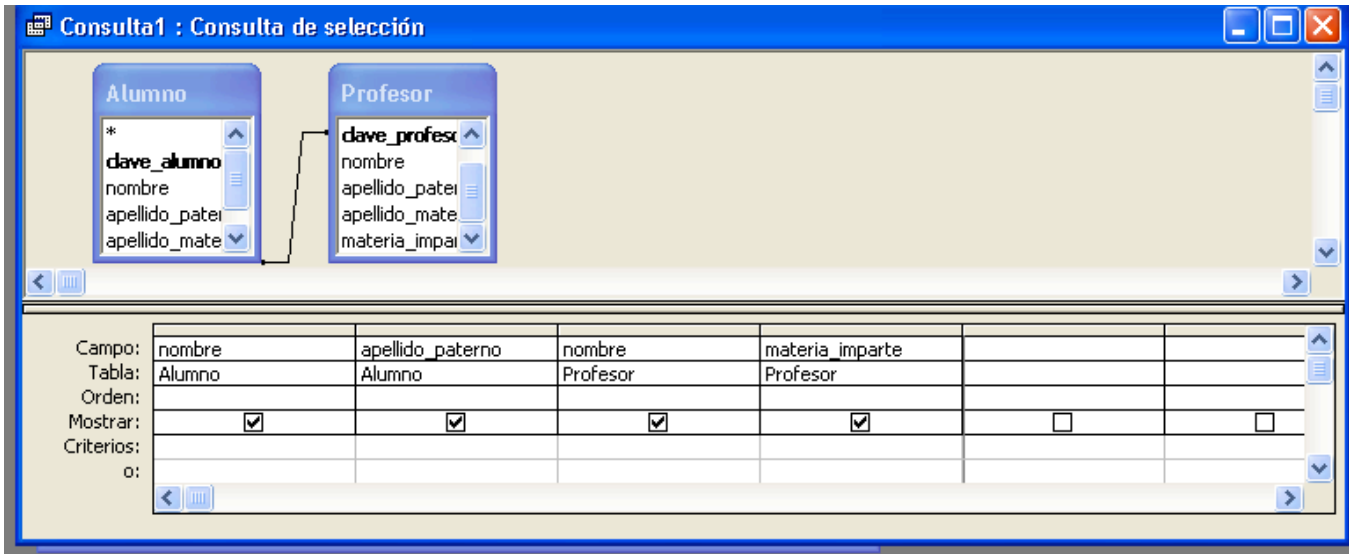 Consulta1 : Consulta de selección
Alumno
*
clave_alumno
nombre
apellido_pater
apellido_mate
Profesor
clave_profesc
nombre
apellido_pater
apellido_mate
materia_impar
Campo: nombre apellido_paterno nombre materia_imparte
Tabla: Alumno Alumno Profesor Profesor
Orden:
Mostrar:
Criterios:
o: